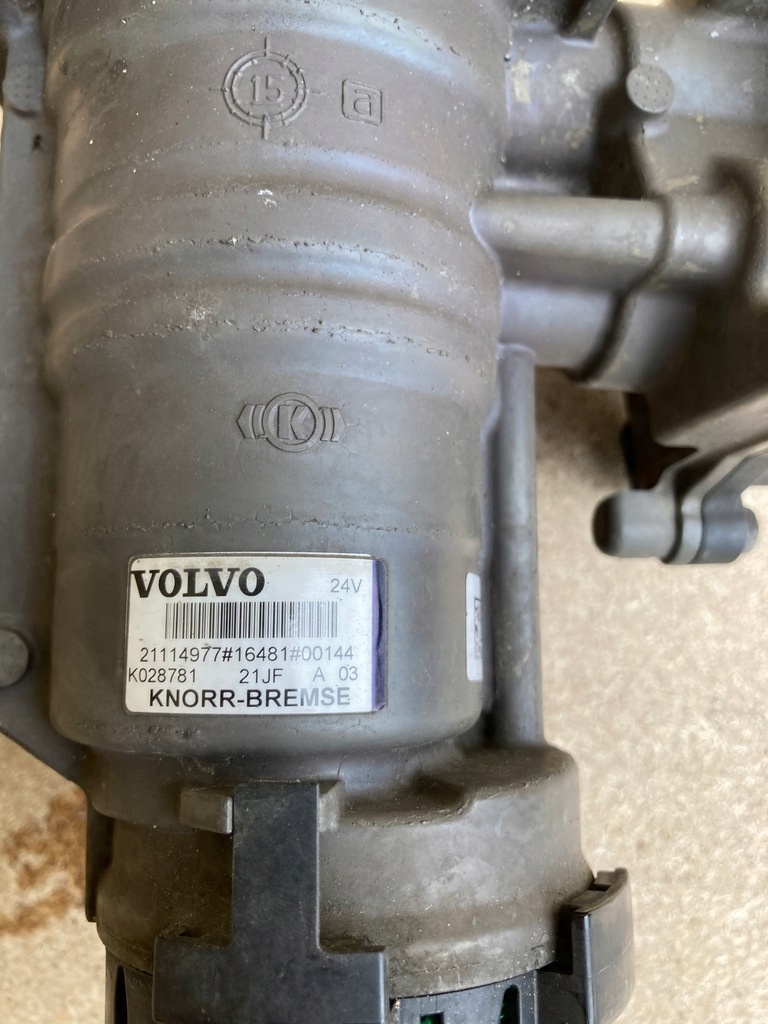 15 a
K
VOLVO 24V
21114977#16481#00144
K028781 21JF A 03
KNORR-BREMSE